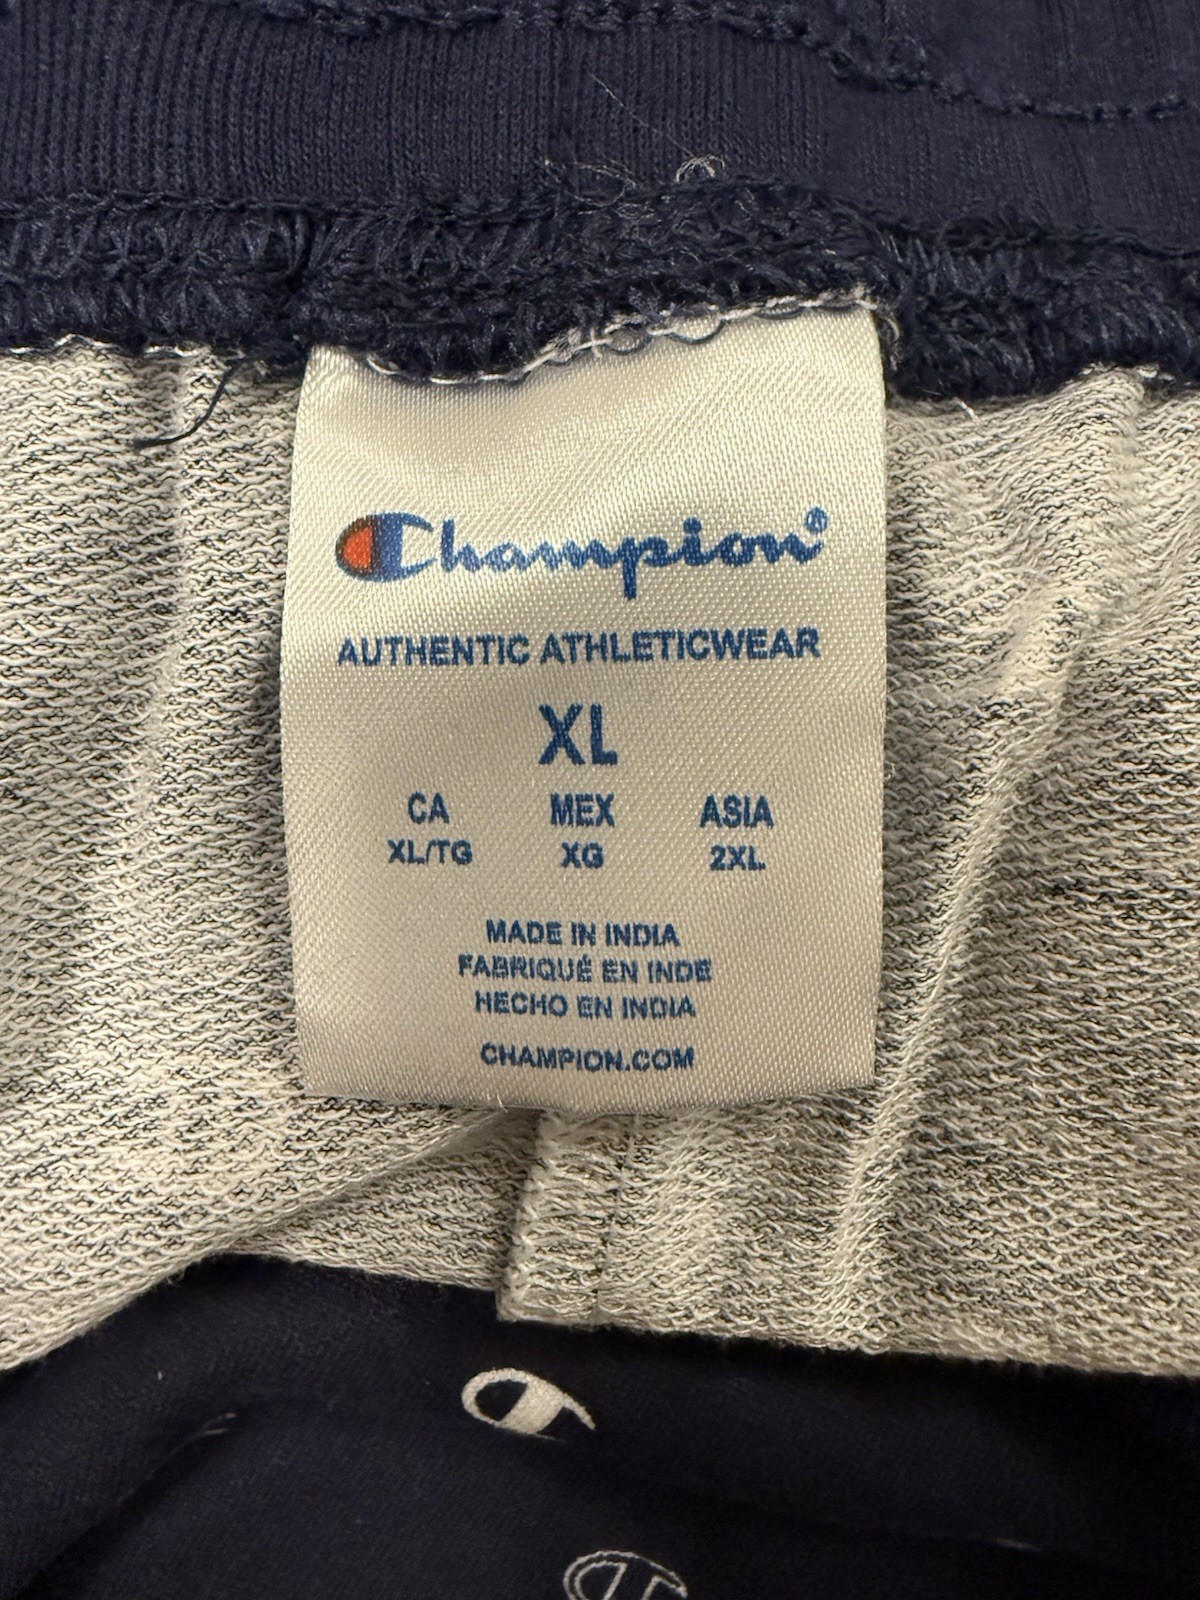 Champion®
AUTHENTIC ATHLETICWEAR
XL
CA MEX ASIA
XL/TG XG 2XL
MADE IN INDIA
FABRIQUÉ EN INDE
HECHO EN INDIA
CHAMPION.COM